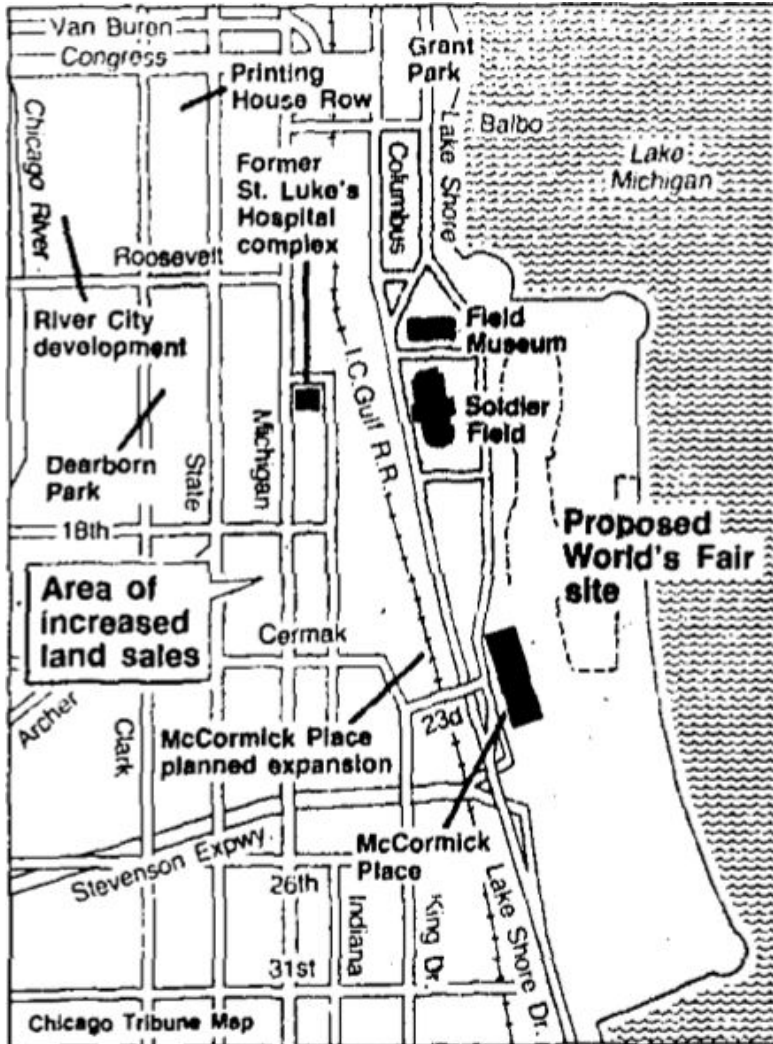 Van Buren
Congress
Grant
Park
Printing
House Row
Chicago River
Columbus
Lake Shore
Balbo
Lake
Michigan
Former
St. Luke's
Hospital
complex
Roosevelt
River City
development
Field
Museum
I.C.Gulf R.R.
Soldier
Field
Michigan
Dearborn
Park
State
18th
Proposed
World's Fair
site
Area of
increased
land sales
Cermak
Archer
Clark
23d
McCormick Place
planned expansion
McCormick
Place
Stevenson Expwy.
26th
Indiana
King Dr.
Lake Shore Dr.
31st
Chicago Tribune Map